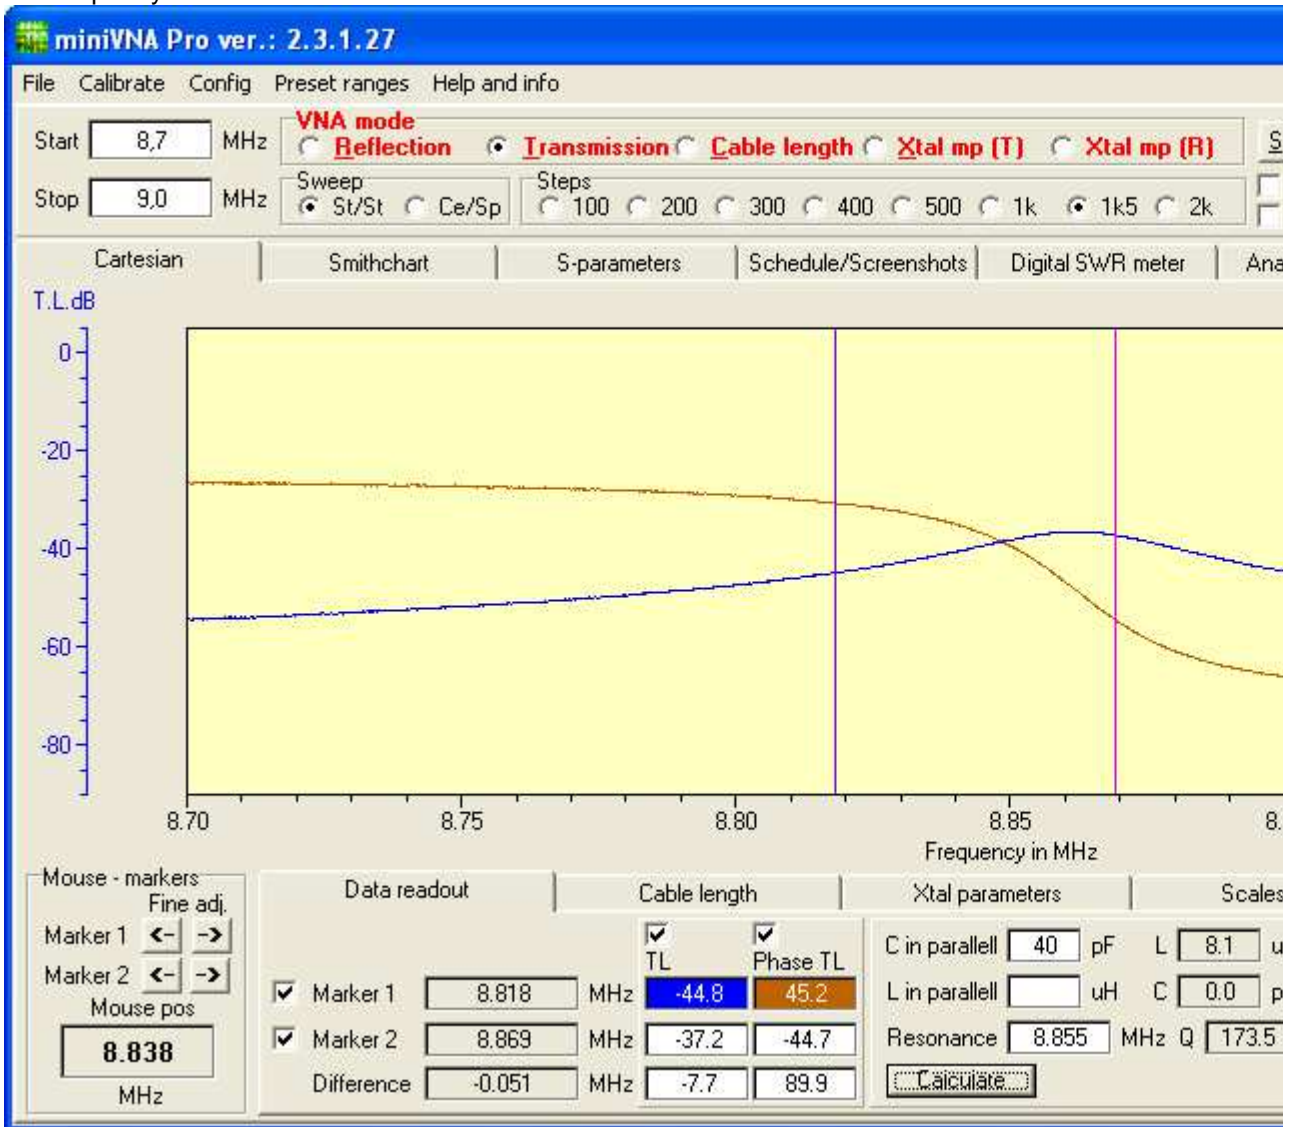 miniVNA Pro ver.: 2.3.1.27
File Calibrate Config Preset ranges Help and info
VNA mode
Start 8,7 MHz Reflection Transmission Cable length Xtal mp (T) Xtal mp (R) S
Sweep Steps
Stop 9,0 MHz St/St Ce/Sp 100 200 300 400 500 1k 1k5 2k
Cartesian Smithchart S-parameters Schedule/Screenshots Digital SWR meter Ana
T.L.dB
0
-20
-40
-60
-80
8.70 8.75 8.80 8.85 8.
Frequency in MHz
Mouse - markers Data readout Cable length Xtal parameters Scales
Fine adj.
Marker 1 <- -> TL Phase TL C in parallell 40 pF L 8.1 u
Marker 2 <- -> Marker 1 8.818 MHz -44.8 45.2 L in parallell uH C 0.0 p
Mouse pos
8.838 Marker 2 8.869 MHz -37.2 -44.7 Resonance 8.855 MHz Q 173.5
MHz Difference -0.051 MHz -7.7 89.9 Calculate